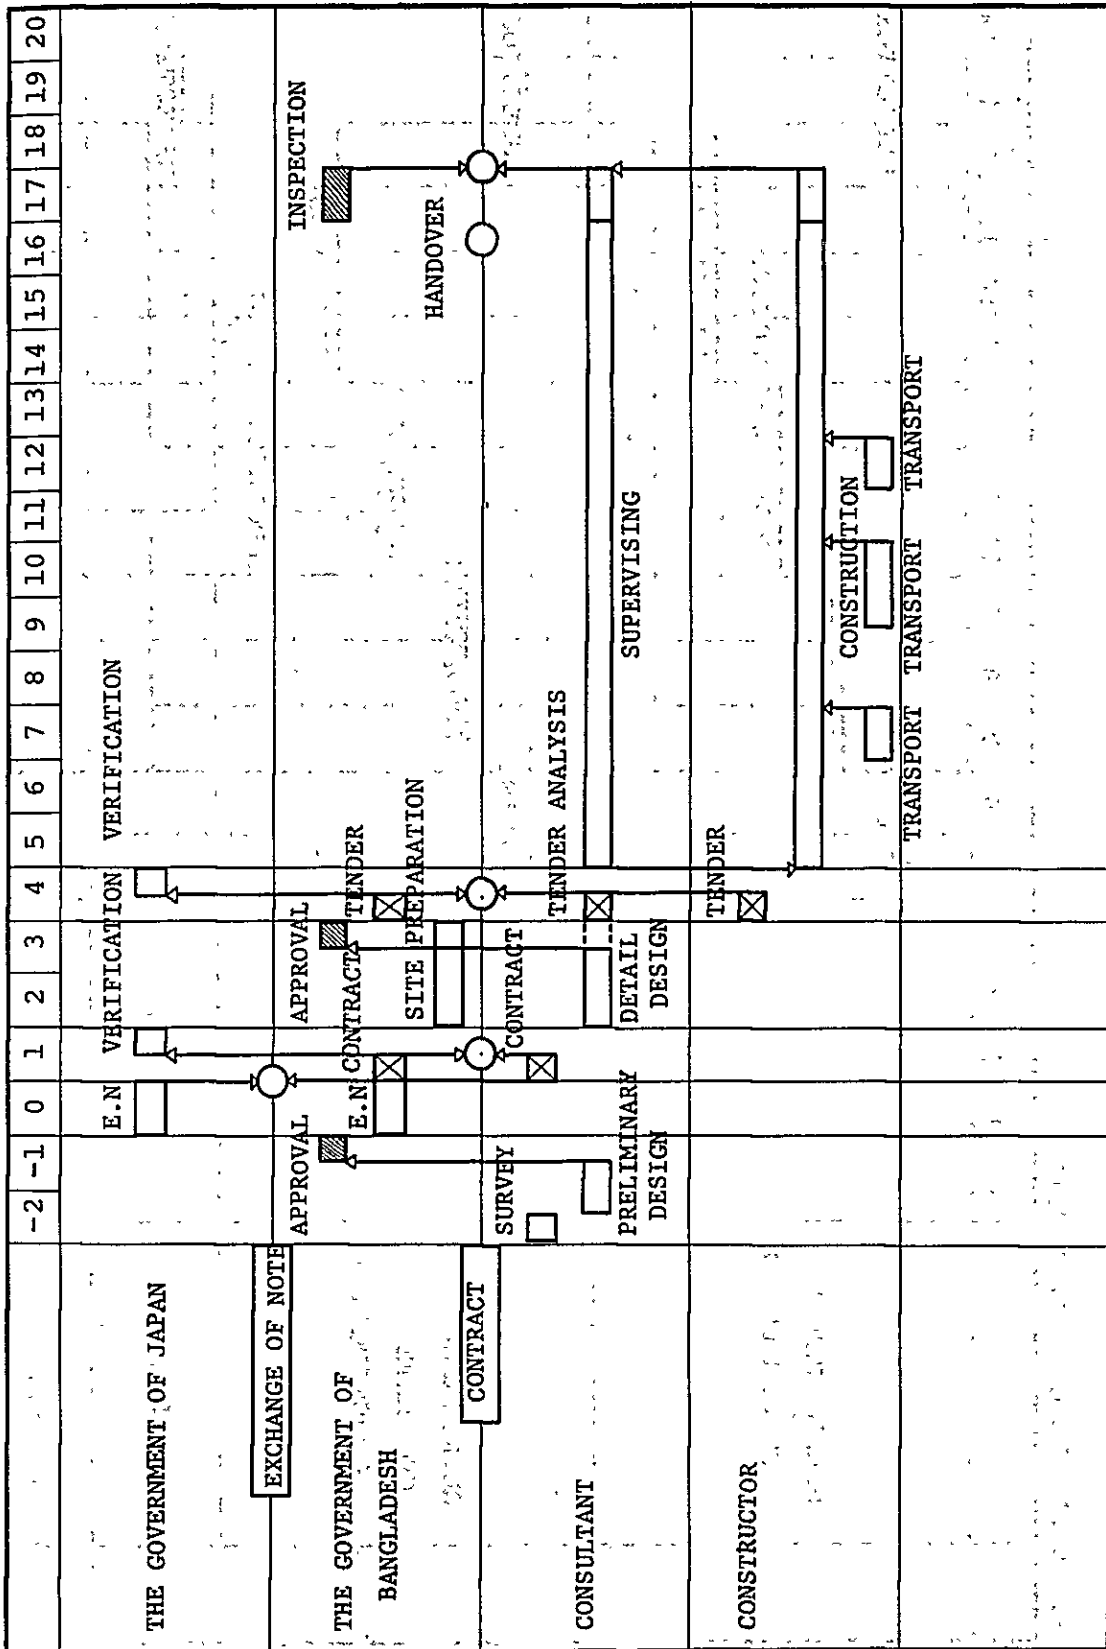 -2 -1 0 1 2 3 4 5 6 7 8 9 10 11 12 13 14 15 16 17 18 19 20
THE GOVERNMENT OF JAPAN
E.N
VERIFICATION
VERIFICATION
EXCHANGE OF NOTE
THE GOVERNMENT OF
BANGLADESH
APPROVAL
APPROVAL
INSPECTION
E.N
CONTRACT
TENDER
SITE PREPARATION
HANDOVER
CONTRACT
SURVEY
CONTRACT
TENDER ANALYSIS
CONSULTANT
PRELIMINARY
DESIGN
DETAIL
DESIGN
SUPERVISING
CONSTRUCTOR
TENDER
CONSTRUCTION
TRANSPORT
TRANSPORT
TRANSPORT